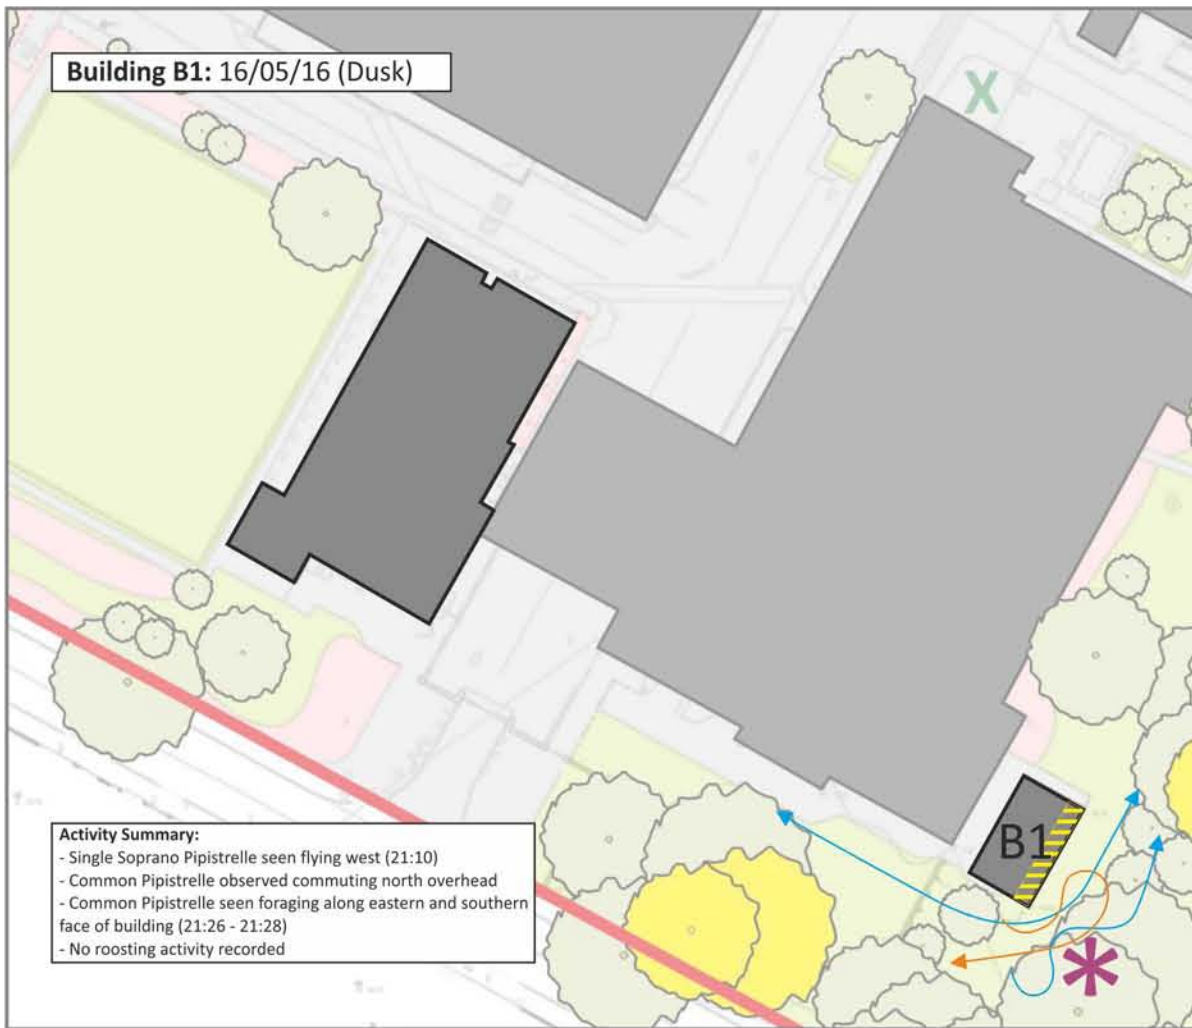 Building B1: 16/05/16 (Dusk)
X
B1
Activity Summary:
- Single Soprano Pipistrelle seen flying west (21:10)
- Common Pipistrelle observed commuting north overhead
- Common Pipistrelle seen foraging along eastern and southern
face of building (21:26 - 21:28)
- No roosting activity recorded